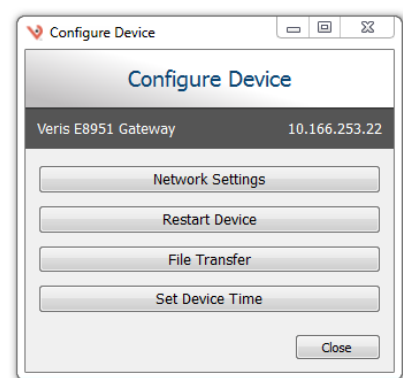 Configure Device
Configure Device
Veris E8951 Gateway 10.166.253.22
Network Settings
Restart Device
File Transfer
Set Device Time
Close